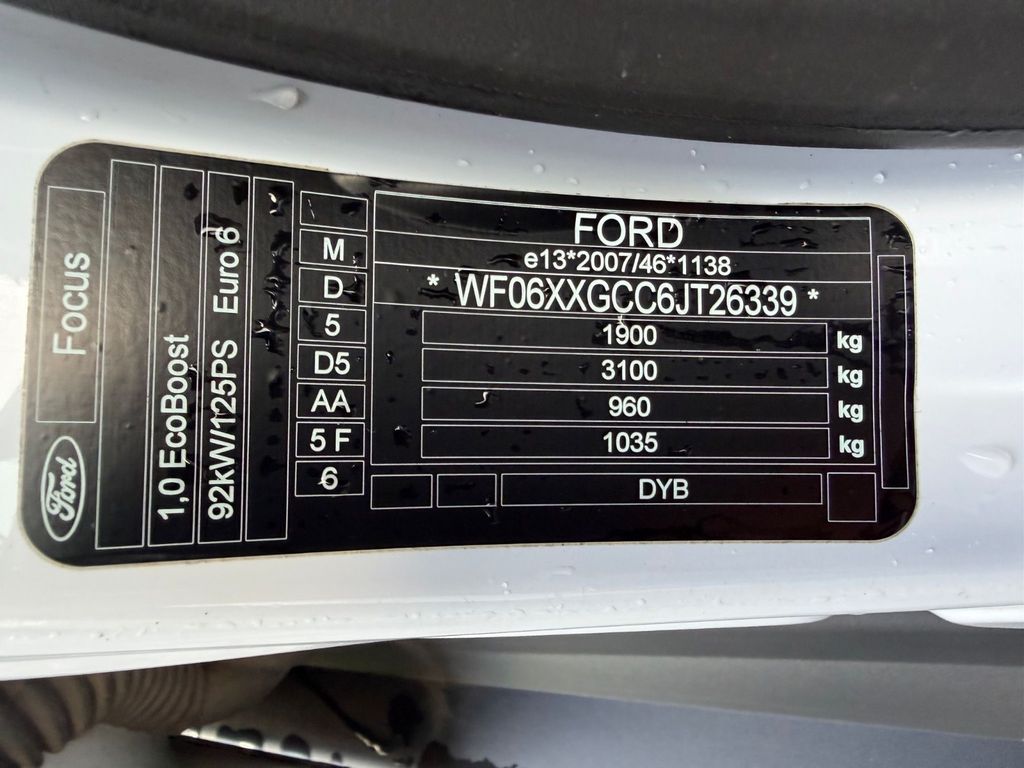 Focus
Ford
1,0 EcoBoost
92kW/125PS Euro 6
M
D
5
D5
AA
5 F
6
FORD
e13*2007/46*1138
* WF06XXGCC6JT26339 *
1900 kg
3100 kg
960 kg
1035 kg
DYB